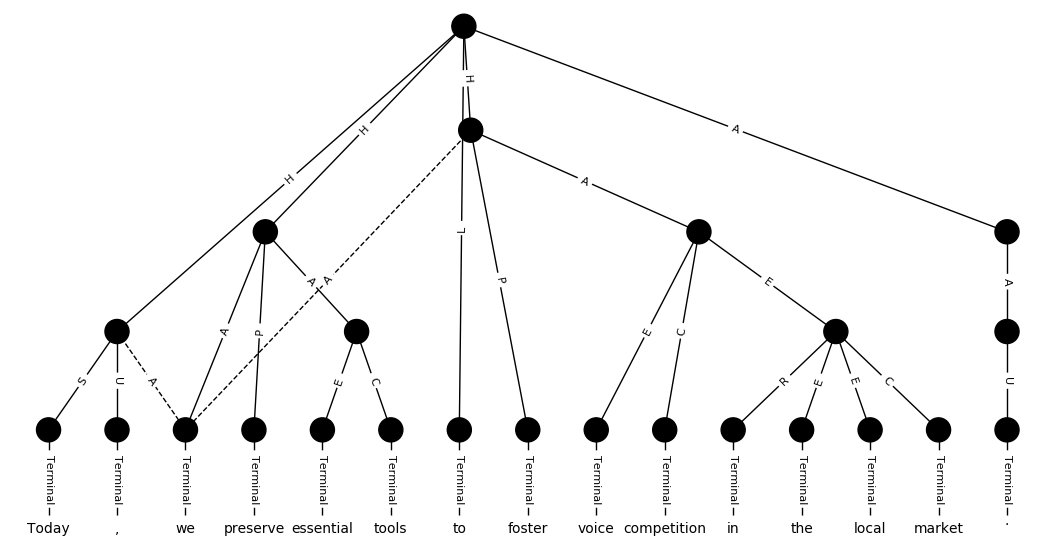 H
H
A
A
H
L
P
A
A
E
S
U
A
A
P
E
C
E
C
R
E
E
C
A
U
Terminal Terminal Terminal Terminal Terminal Terminal Terminal Terminal Terminal Terminal Terminal Terminal Terminal Terminal Terminal
Today , we preserve essential tools to foster voice competition in the local market .